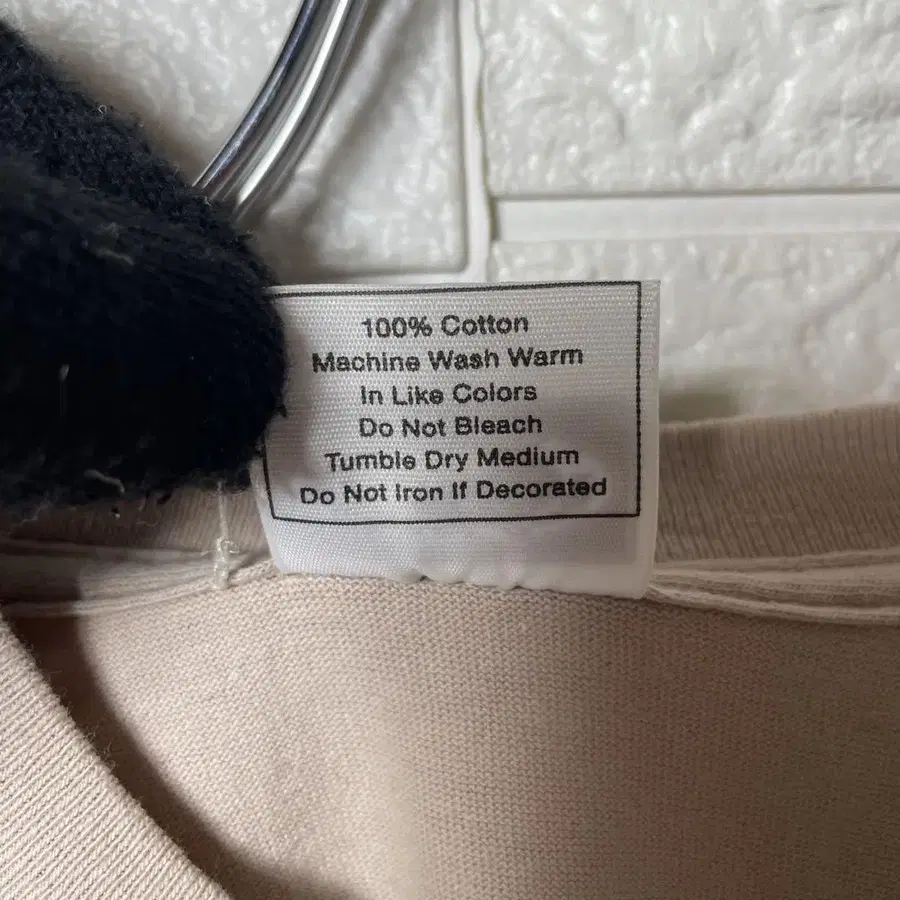 100% Cotton
Machine Wash Warm
In Like Colors
Do Not Bleach
Tumble Dry Medium
Do Not Iron If Decorated